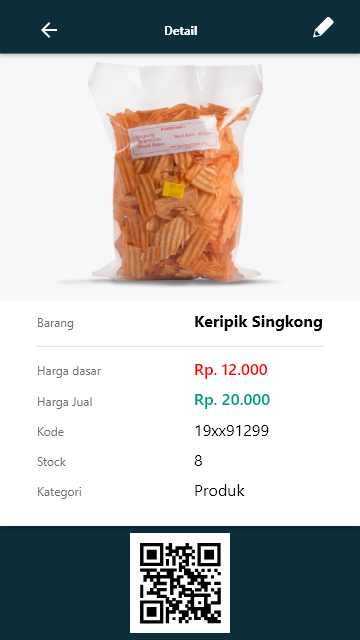 Detail
Barang Keripik Singkong
Harga dasar Rp. 12.000
Harga Jual Rp. 20.000
Kode 19xx91299
Stock 8
Kategori Produk